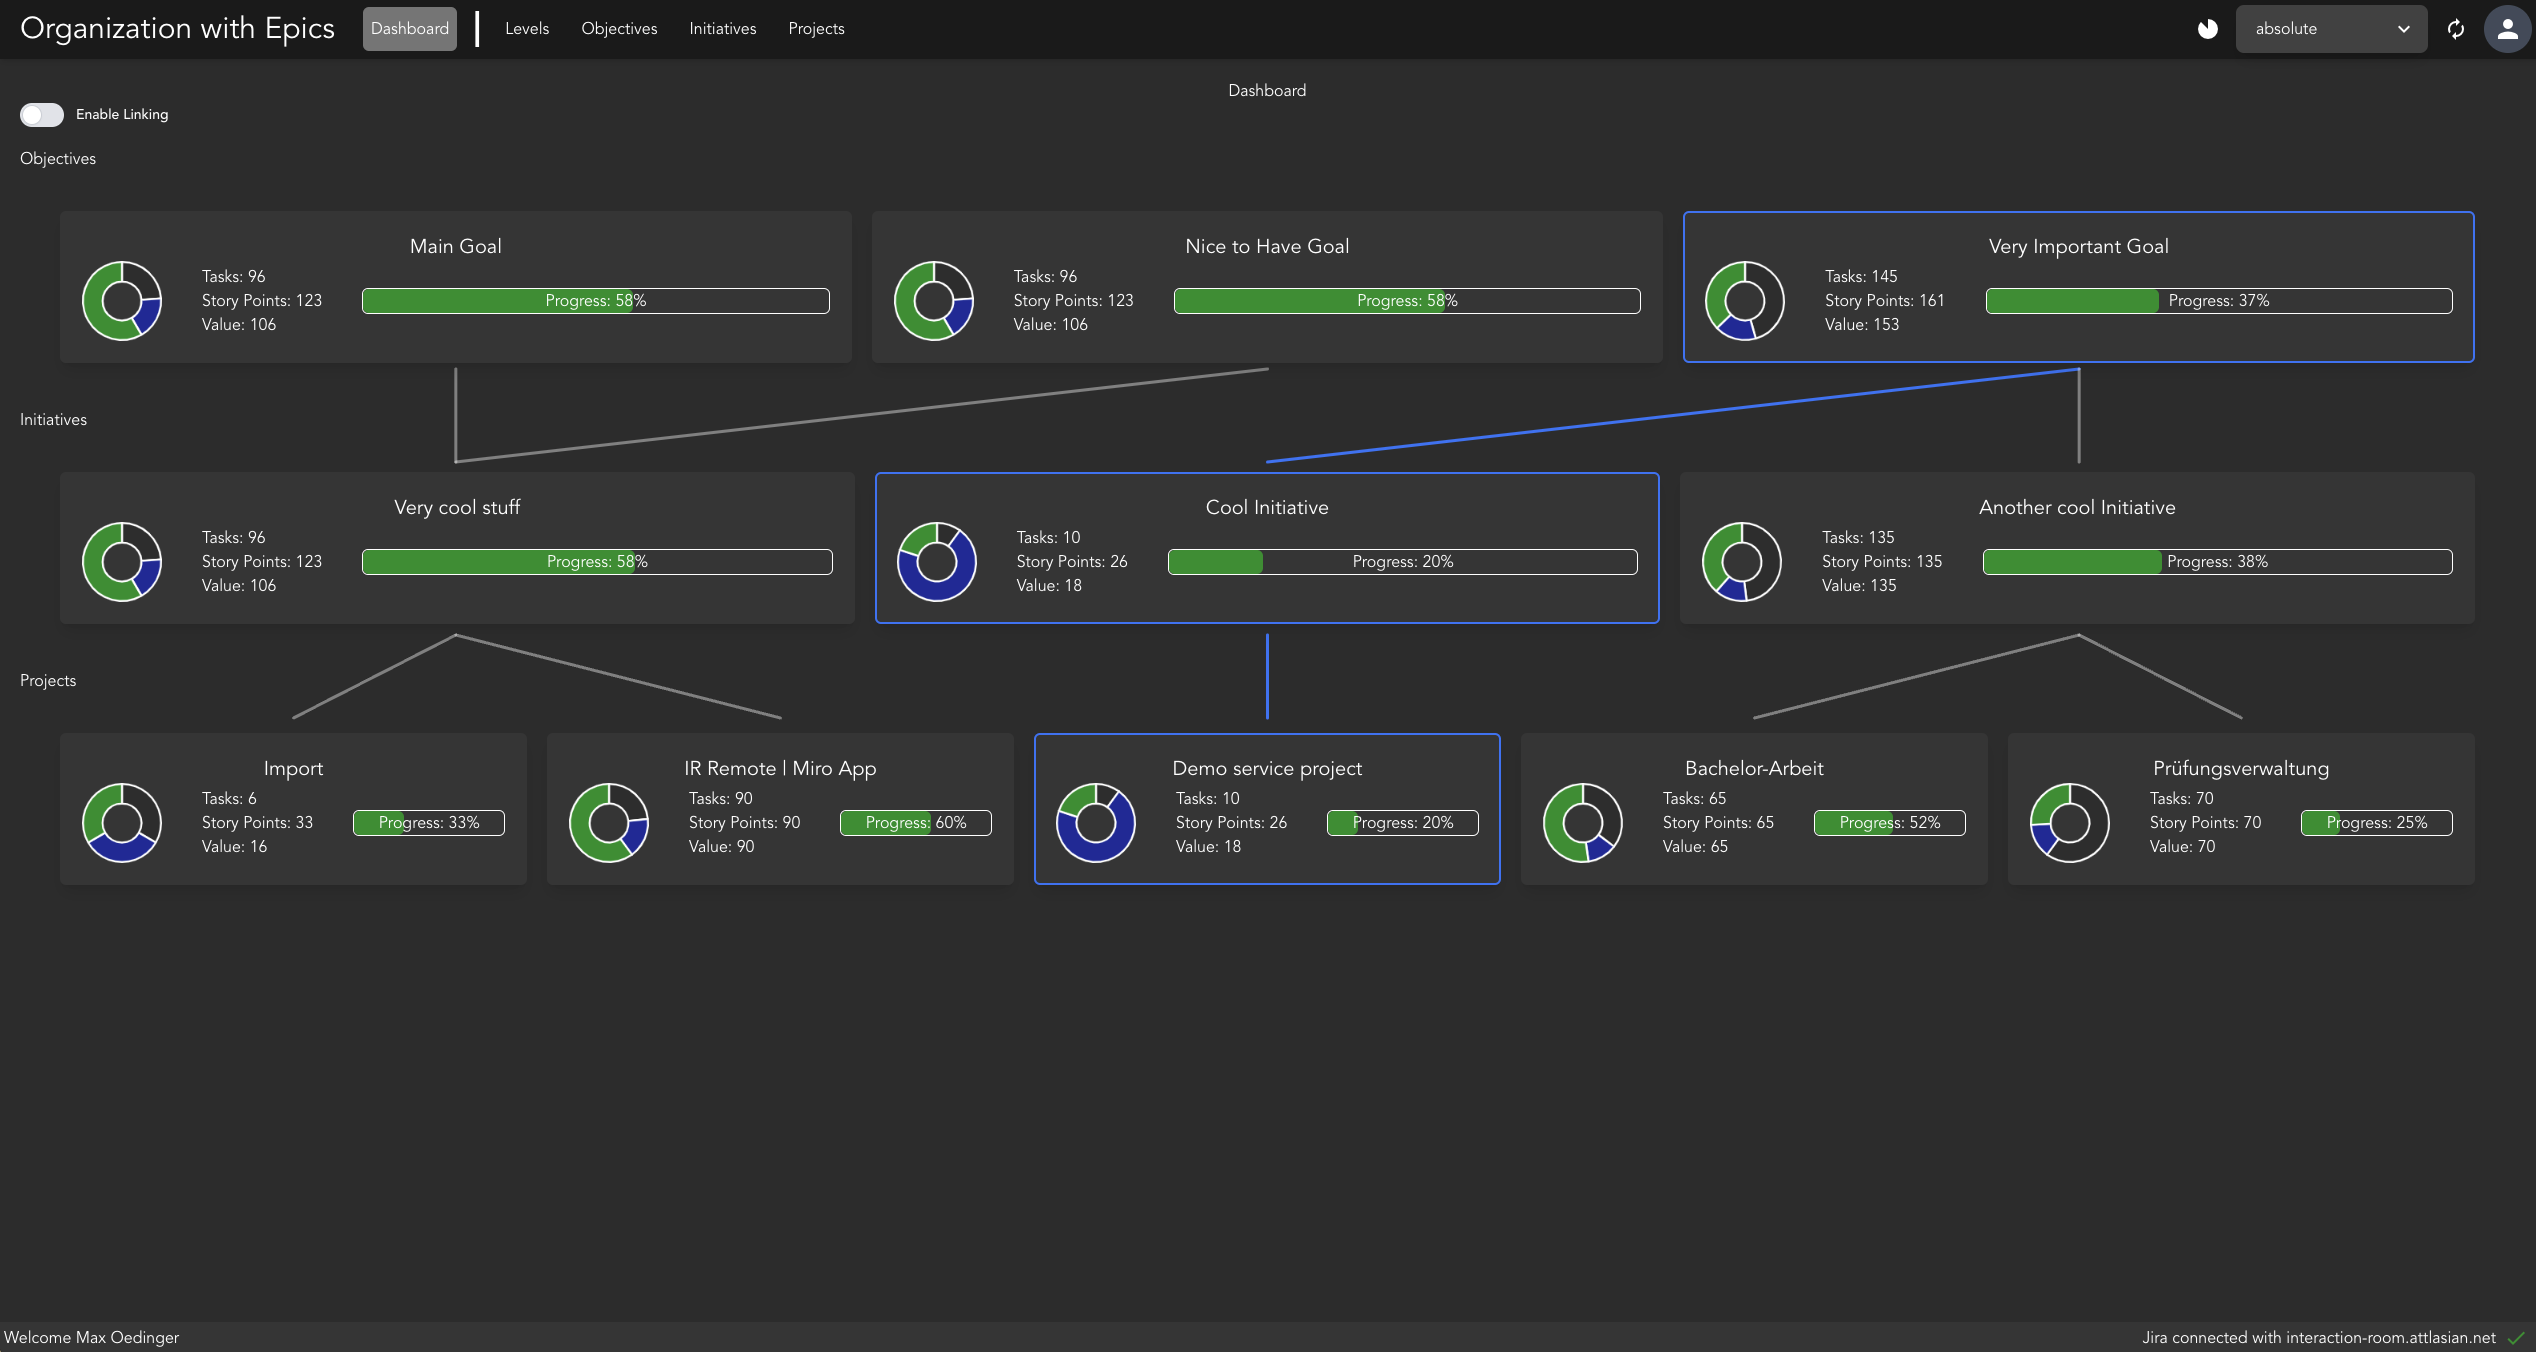 Organization with Epics
Dashboard
Levels
Objectives
Initiatives
Projects
absolute
Dashboard
Enable Linking
Objectives
Main Goal
Tasks: 96
Story Points: 123
Value: 106
Progress: 58%
Nice to Have Goal
Tasks: 96
Story Points: 123
Value: 106
Progress: 58%
Very Important Goal
Tasks: 145
Story Points: 161
Value: 153
Progress: 37%
Initiatives
Very cool stuff
Tasks: 96
Story Points: 123
Value: 106
Progress: 58%
Cool Initiative
Tasks: 10
Story Points: 26
Value: 18
Progress: 20%
Another cool Initiative
Tasks: 135
Story Points: 135
Value: 135
Progress: 38%
Projects
Import
Tasks: 6
Story Points: 33
Value: 16
Progress: 33%
IR Remote | Miro App
Tasks: 90
Story Points: 90
Value: 90
Progress: 60%
Demo service project
Tasks: 10
Story Points: 26
Value: 18
Progress: 20%
Bachelor-Arbeit
Tasks: 65
Story Points: 65
Value: 65
Progress: 52%
Prüfungsverwaltung
Tasks: 70
Story Points: 70
Value: 70
Progress: 25%
Welcome Max Oedinger
Jira connected with interaction-room.attlasian.net